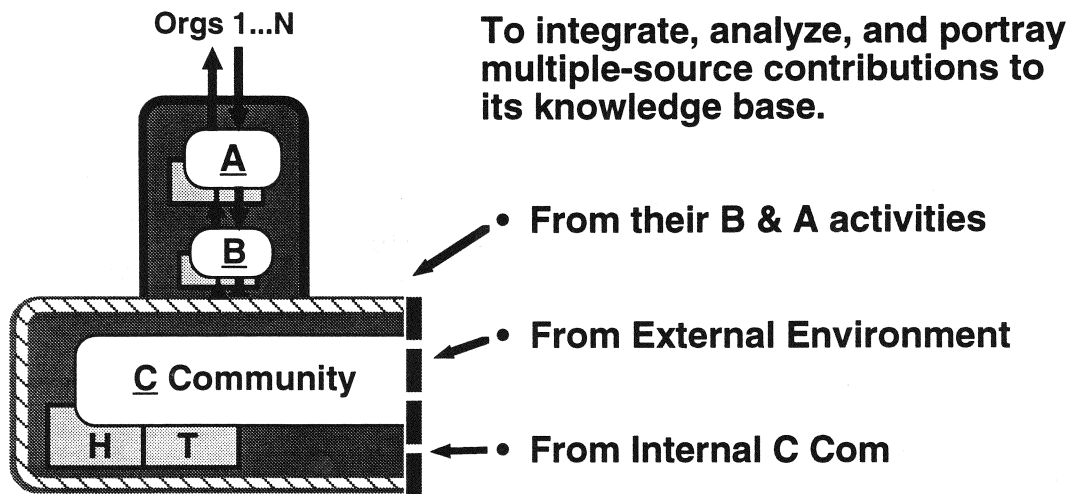 Orgs 1...N
To integrate, analyze, and portray
multiple-source contributions to
its knowledge base.
A
B
• From their B & A activities
• From External Environment
C Community
H T
• From Internal C Com